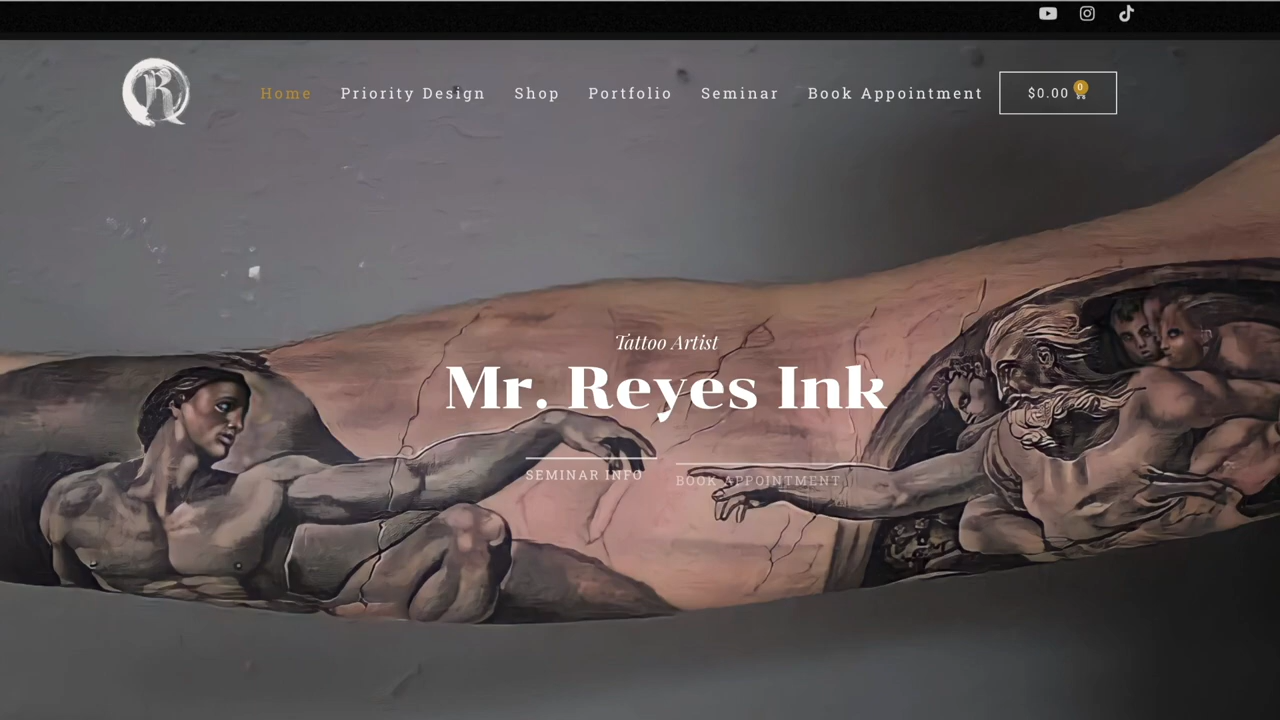 R
Home Priority Design Shop Portfolio Seminar Book Appointment $0.00 0
Tattoo Artist
Mr. Reyes Ink
SEMINAR INFO BOOK APPOINTMENT